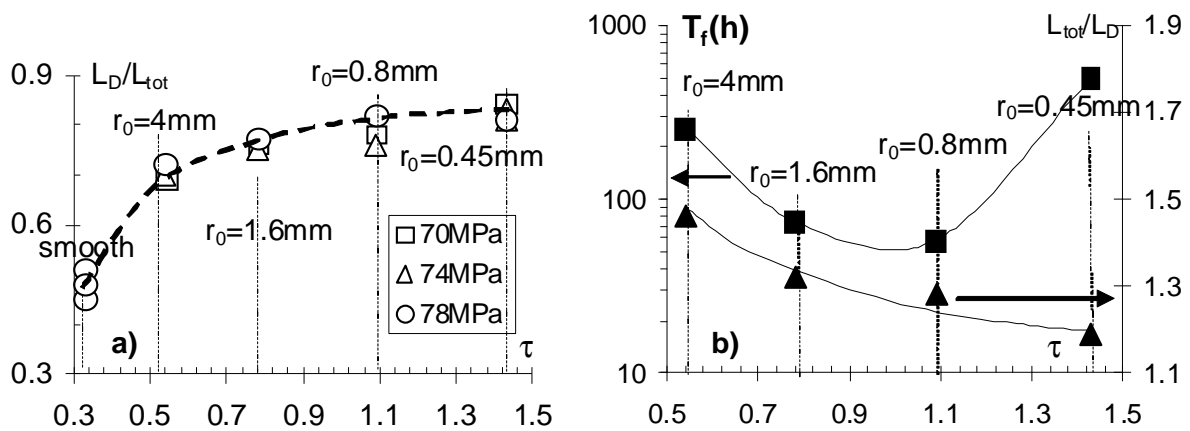 L_D/L_tot
0.9
r₀=0.8mm
r₀=4mm
r₀=0.45mm
0.6
smooth
r₀=1.6mm
70MPa
74MPa
78MPa
a)
τ
0.3
0.3 0.5 0.7 0.9 1.1 1.3 1.5
1000
T_f(h)
L_tot/L_D
1.9
r₀=4mm
r₀=0.45mm
1.7
r₀=0.8mm
r₀=1.6mm
100
1.5
1.3
b)
τ
10
1.1
0.5 0.7 0.9 1.1 1.3 1.5